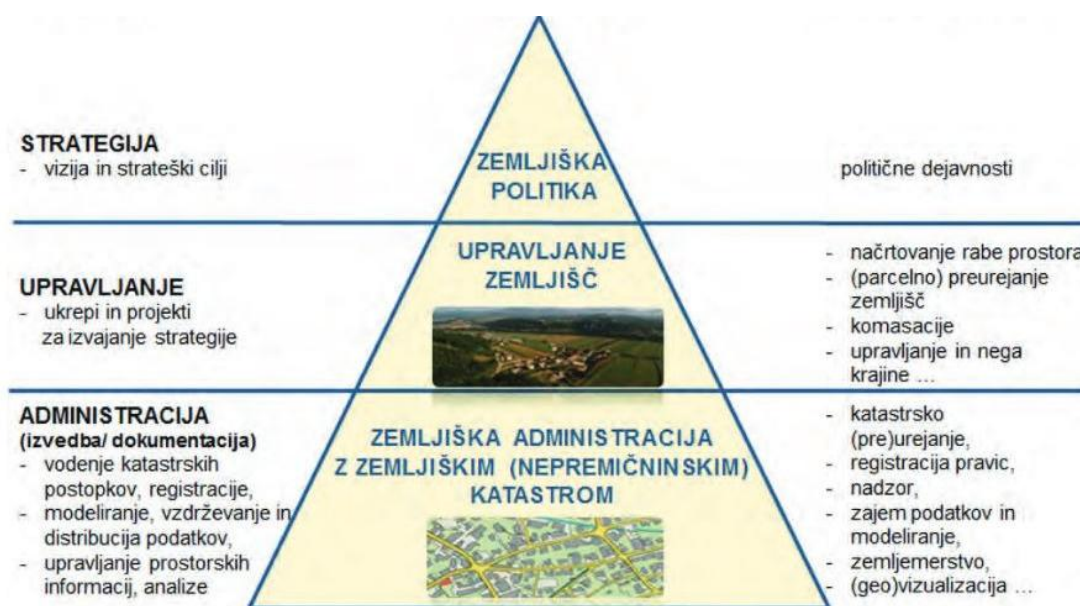 STRATEGIJA
- vizija in strateški cilji
ZEMLJIŠKA
POLITIKA
politične dejavnosti
UPRAVLJANJE
- ukrepi in projekti
za izvajanje strategije
UPRAVLJANJE
ZEMLJIŠČ
- načrtovanje rabe prostora
- (parcelno) preurejanje
zemljišč
- komasacije
- upravljanje in nega
krajine ...
ADMINISTRACIJA
(izvedba/ dokumentacija)
- vodenje katastrskih
postopkov, registracije,
- modeliranje, vzdrževanje in
distribucija podatkov,
- upravljanje prostorskih
informacij, analize
ZEMLJIŠKA ADMINISTRACIJA
Z ZEMLJIŠKIM (NEPREMIČNINSKIM)
KATASTROM
- katastrsko
(pre)urejanje,
- registracija pravic,
- nadzor,
- zajem podatkov in
modeliranje,
- zemljemerstvo,
- (geo)vizualizacija ...